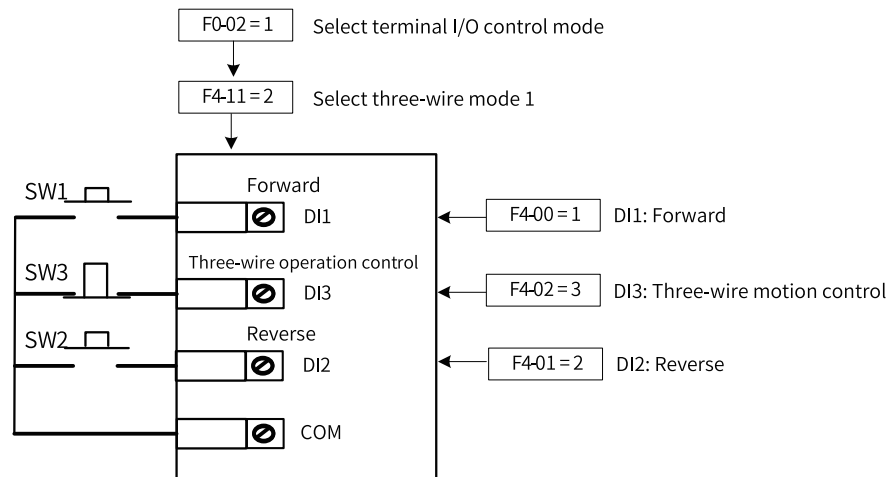 F0-02 = 1 Select terminal I/O control mode
F4-11 = 2 Select three-wire mode 1
SW1 Forward
DI1 F4-00 = 1 DI1: Forward
SW3 Three-wire operation control
DI3 F4-02 = 3 DI3: Three-wire motion control
SW2 Reverse
DI2 F4-01 = 2 DI2: Reverse
COM